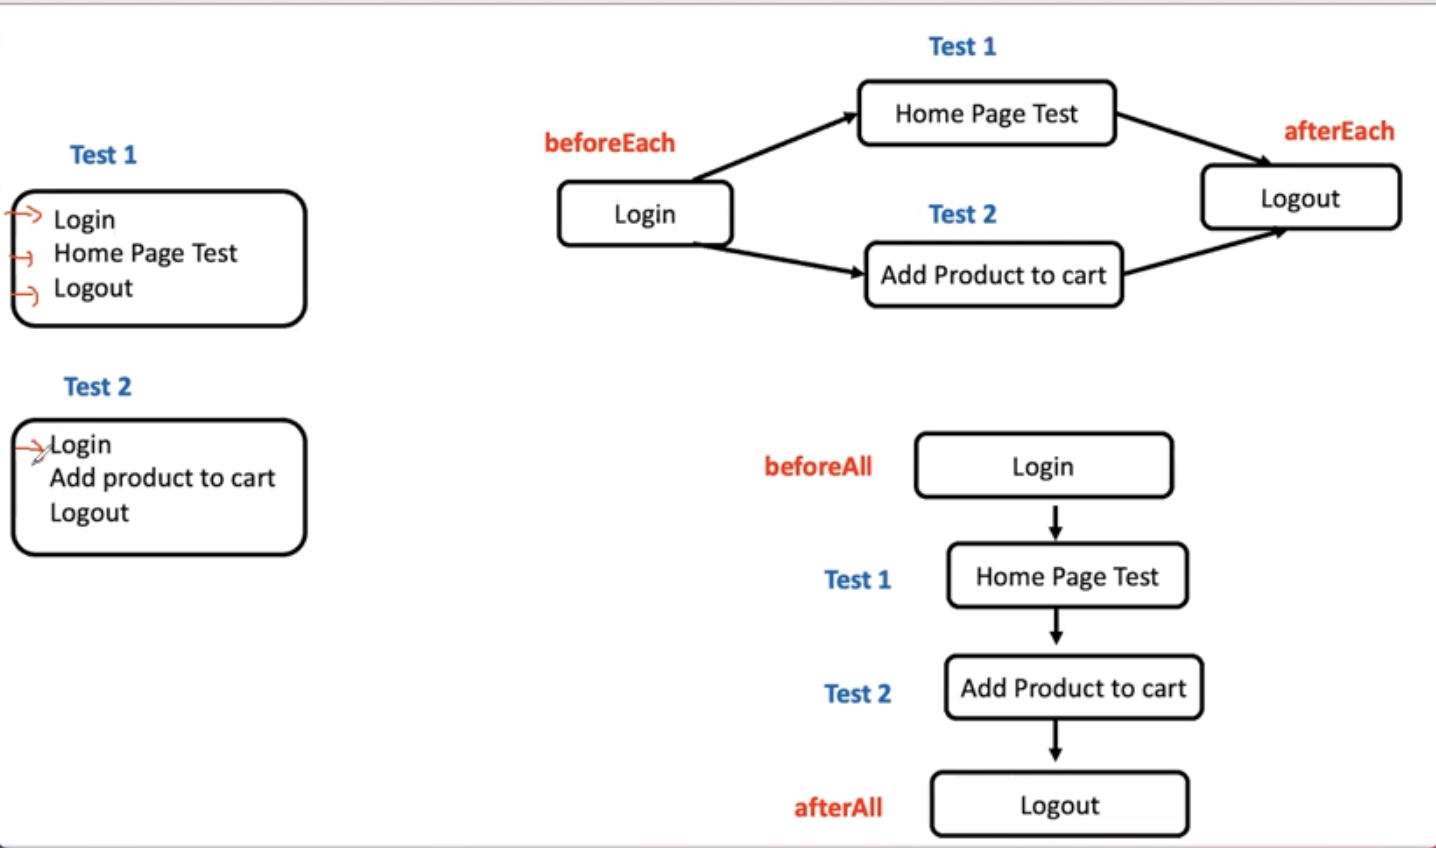 Test 1
Login
Home Page Test
Logout
Test 2
Login
Add product to cart
Logout
Test 1
Home Page Test
beforeEach
afterEach
Login
Logout
Test 2
Add Product to cart
beforeAll
Login
Test 1
Home Page Test
Test 2
Add Product to cart
afterAll
Logout